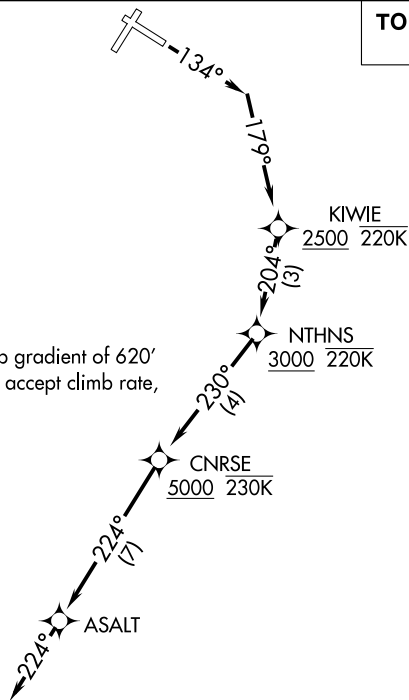 TO
134°
179°
KIWIE
2500 220K
204°
(3)
NTHNS
3000 220K
gradient of 620'
accept climb rate,
230°
(4)
CNRSE
5000 230K
224°
(7)
ASALT
224°